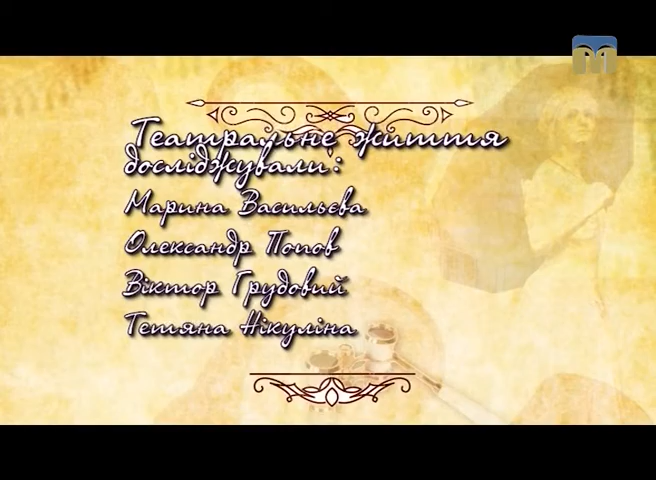 Театральне життя
досліджували:
Марина Васильєва
Олександр Попов
Віктор Грудовий
Тетяна Нікуліна